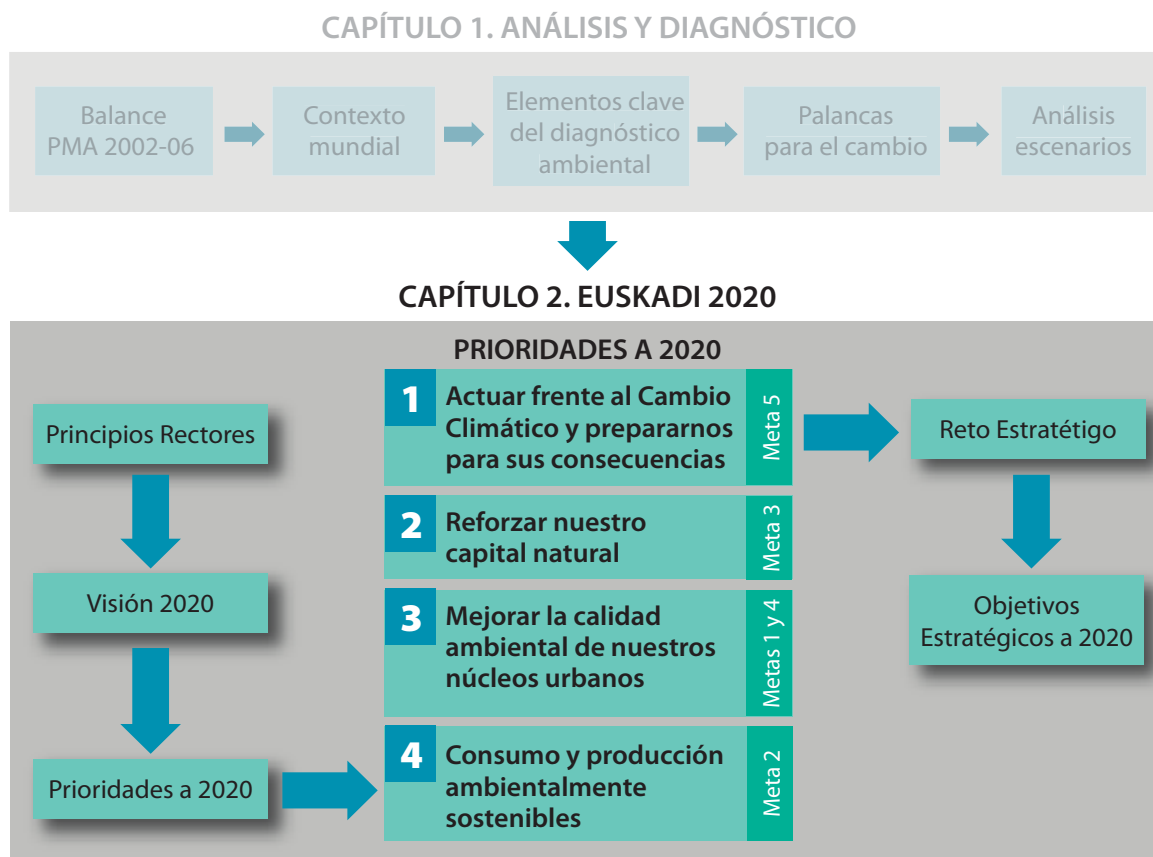 CAPÍTULO 1. ANÁLISIS Y DIAGNÓSTICO
Balance
PMA 2002-06
Contexto
mundial
Elementos clave
del diagnóstico
ambiental
Palancas
para el cambio
Análisis
escenarios
CAPÍTULO 2. EUSKADI 2020
PRIORIDADES A 2020
Principios Rectores
Visión 2020
Prioridades a 2020
1
Actuar frente al Cambio
Climático y prepararnos
para sus consecuencias
Meta 5
2
Reforzar nuestro
capital natural
Meta 3
3
Mejorar la calidad
ambiental de nuestros
núcleos urbanos
Metas 1 y 4
4
Consumo y producción
ambientalmente
sostenibles
Meta 2
Reto Estratétigo
Objetivos
Estratégicos a 2020